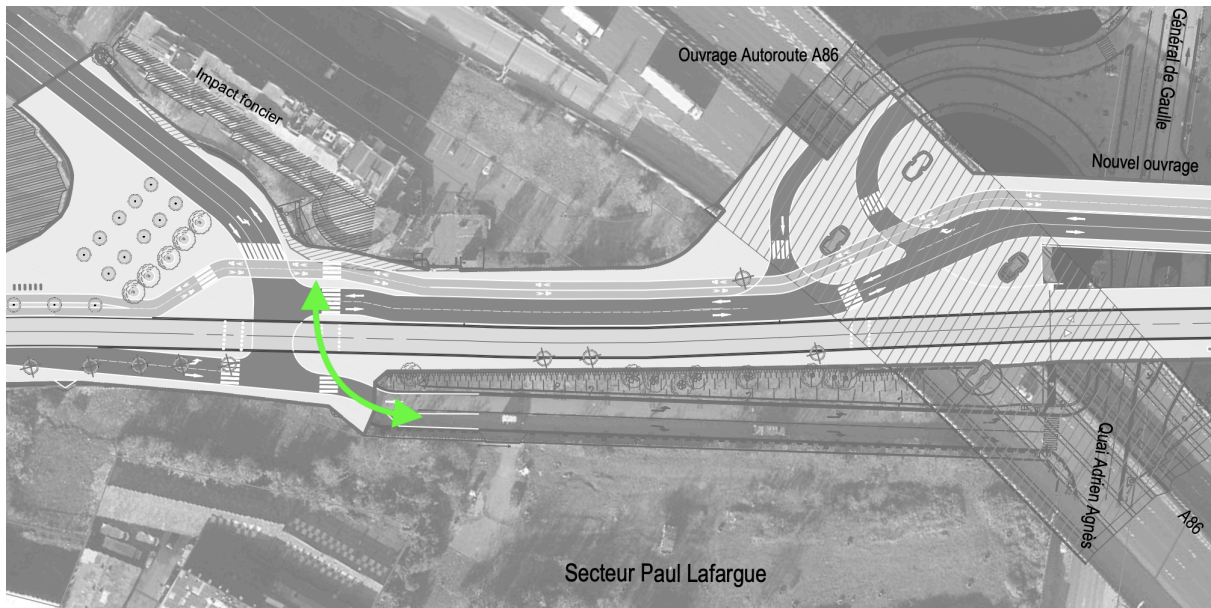 Ouvrage Autoroute A86
Général de Gaulle
Impact foncier
Nouvel ouvrage
Quai Adrien Agnès
A86
Secteur Paul Lafargue